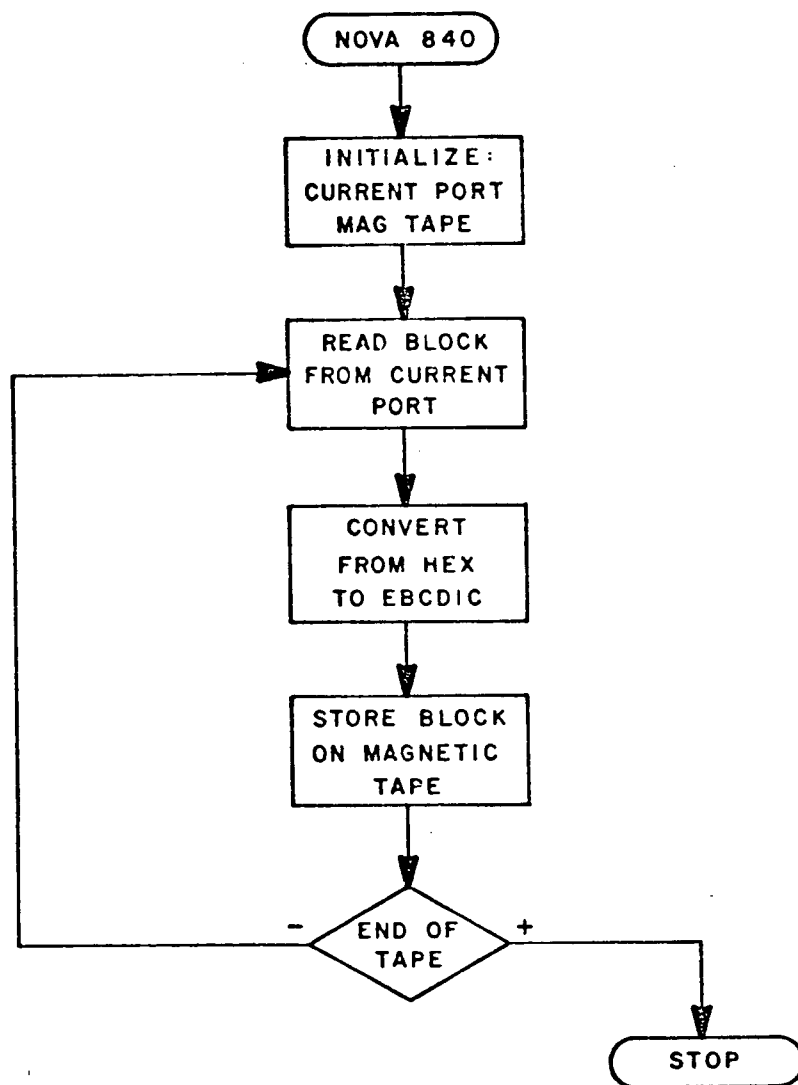 NOVA 840
INITIALIZE:
CURRENT PORT
MAG TAPE
READ BLOCK
FROM CURRENT
PORT
CONVERT
FROM HEX
TO EBCDIC
STORE BLOCK
ON MAGNETIC
TAPE
END OF
TAPE
-
+
STOP